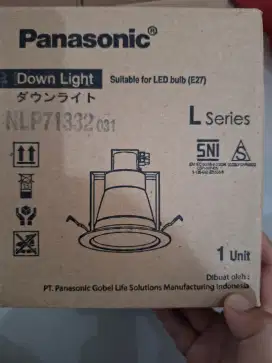 Panasonic®
Down Light
Suitable for LED bulb (E27)
ダウンライト
NLP71332 031
L Series
SNI
S
1 Unit
Dibuat oleh :
PT. Panasonic Gobel Life Solutions Manufacturing Indonesia